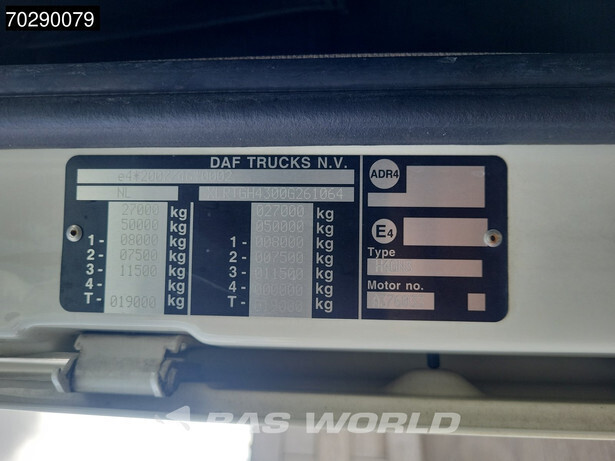 70290079
DAF TRUCKS N.V.
NL
27000 kg 027000 kg
50000 kg 050000 kg
1- 08000 kg 1- 008000 kg
2- 07500 kg 2- 007500 kg
3- 11500 kg 3- 011500 kg
4- kg 4- 000000 kg
T- 019000 kg T- kg
ADR4
E4
Type
Motor no.
BAS WORLD